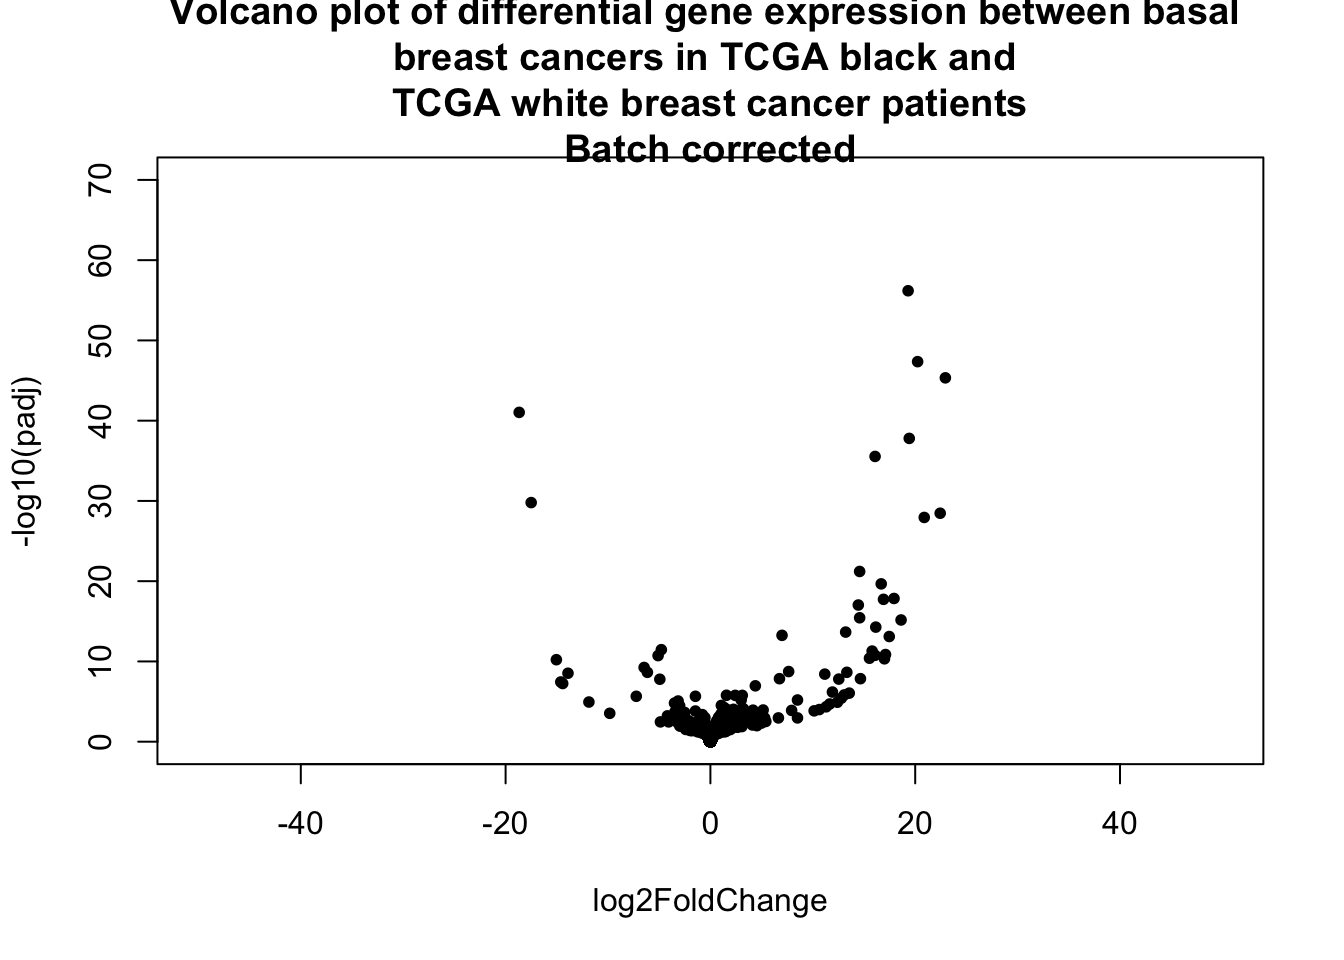 Volcano plot of differential gene expression between basal
breast cancers in TCGA black and
TCGA white breast cancer patients
Batch corrected
70
60
50
40
30
20
10
0
-log10(padj)
-40 -20 0 20 40
log2FoldChange